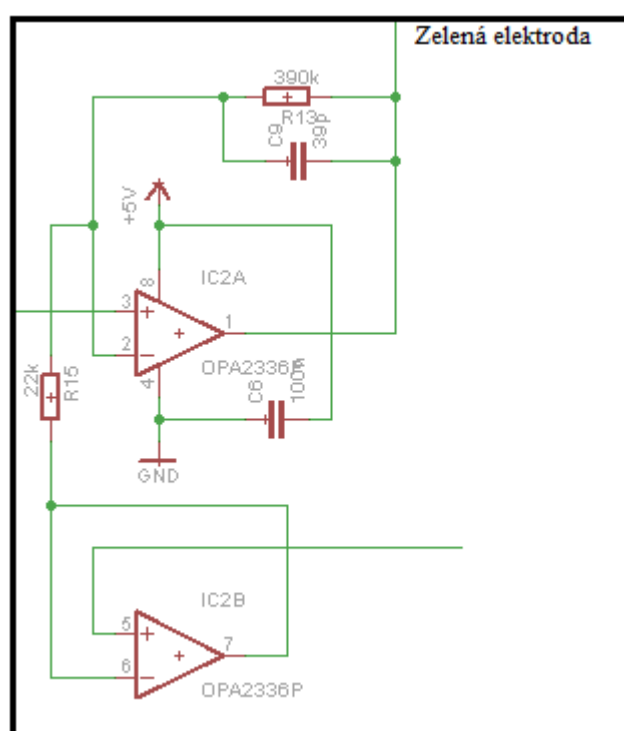 Zelená elektroda
390k
R13
C9
39p
+5V
8
IC2A
3
1
2
OPA2336P
4
22k
R15
C6
100n
GND
IC2B
5
7
6
OPA2336P